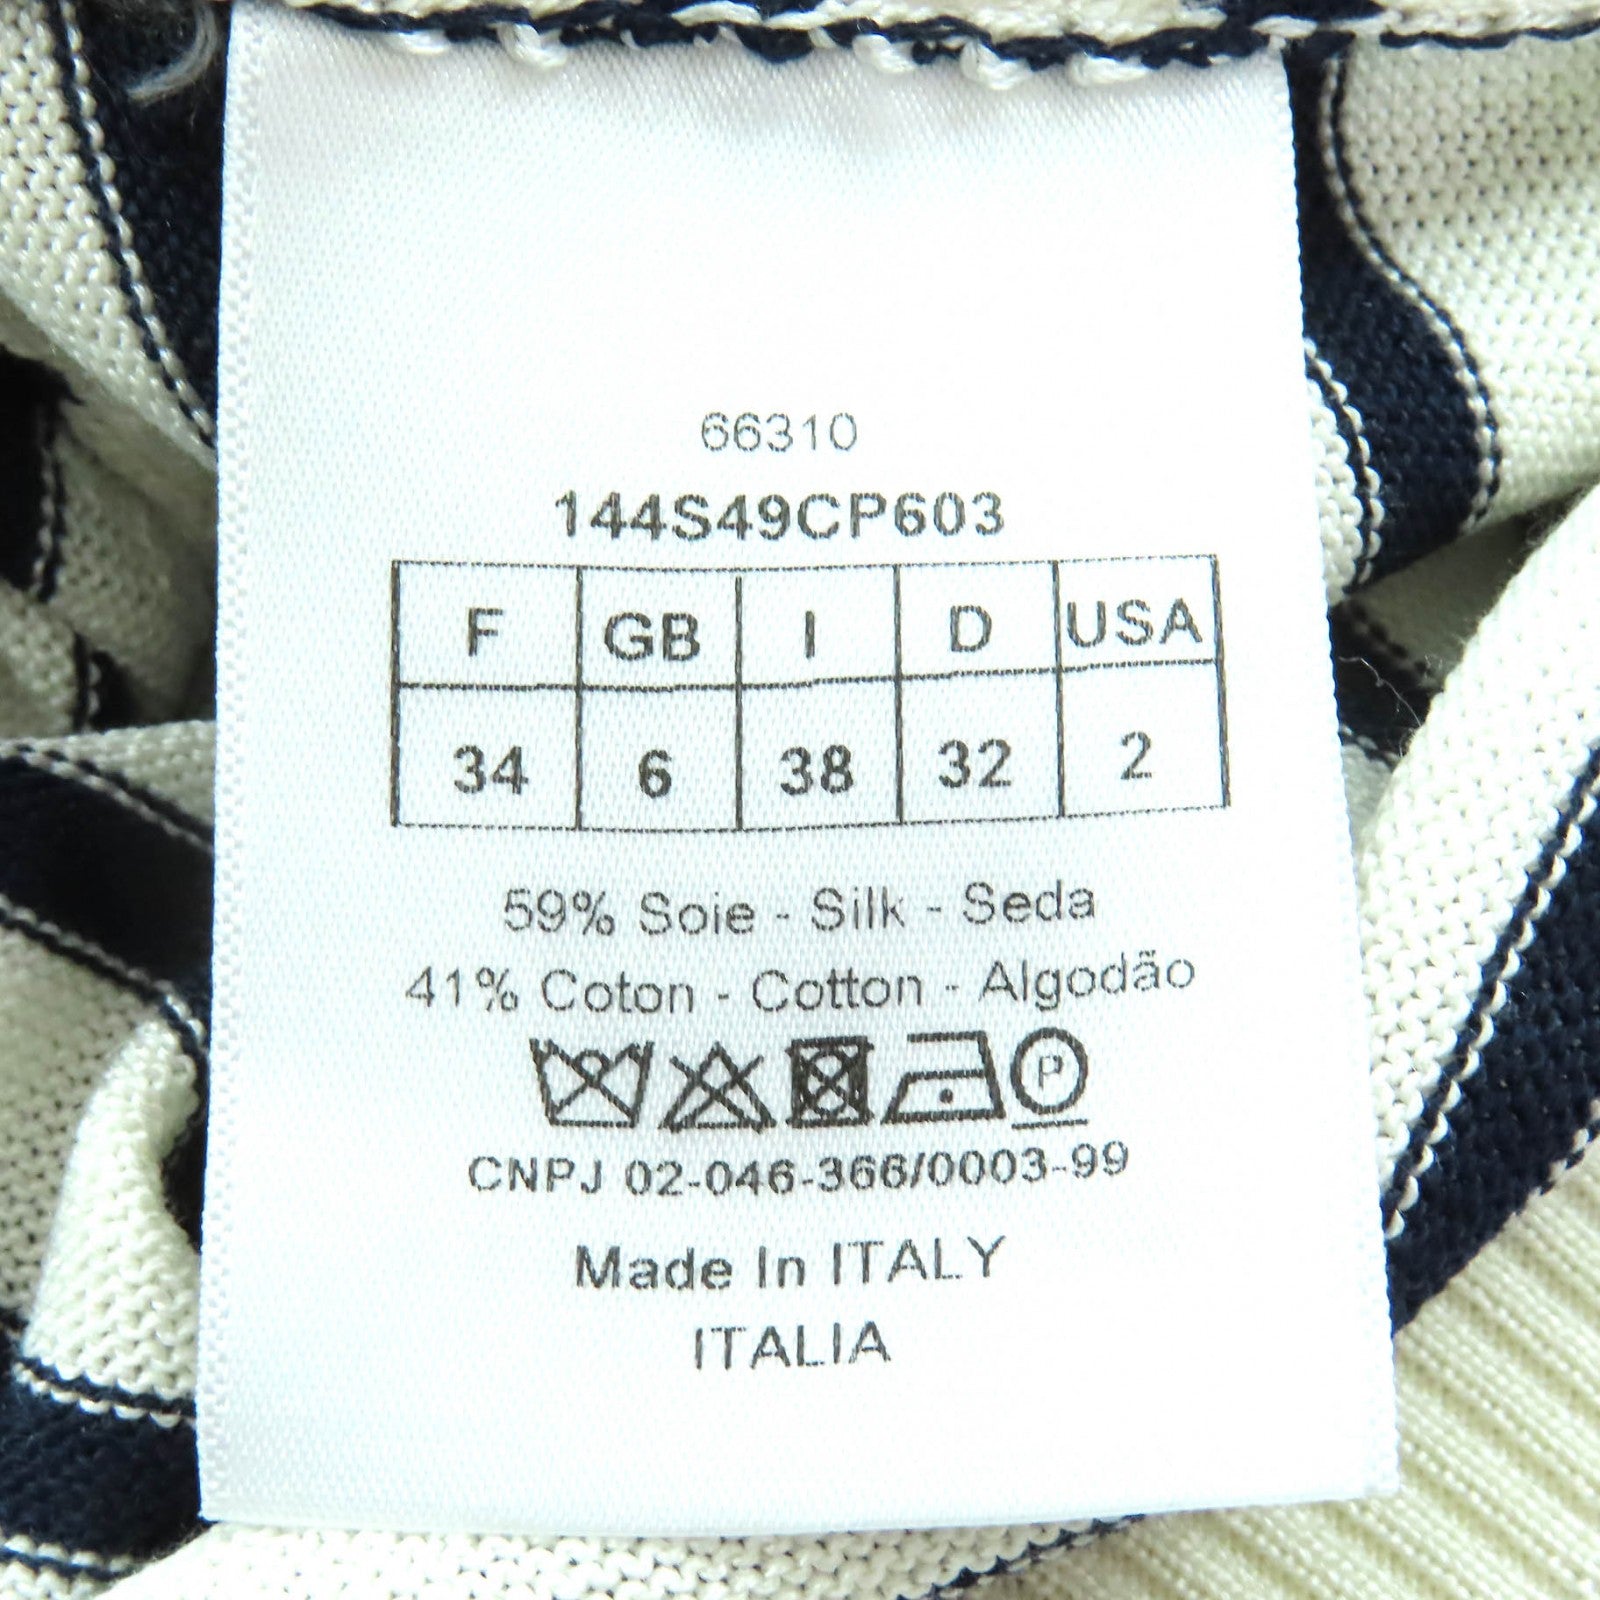 66310
144S49CP603
F GB I D USA
34 6 38 32 2
59% Soie - Silk - Seda
41% Coton - Cotton - Algodão
P
CNPJ 02-046-366/0003-99
Made In ITALY
ITALIA